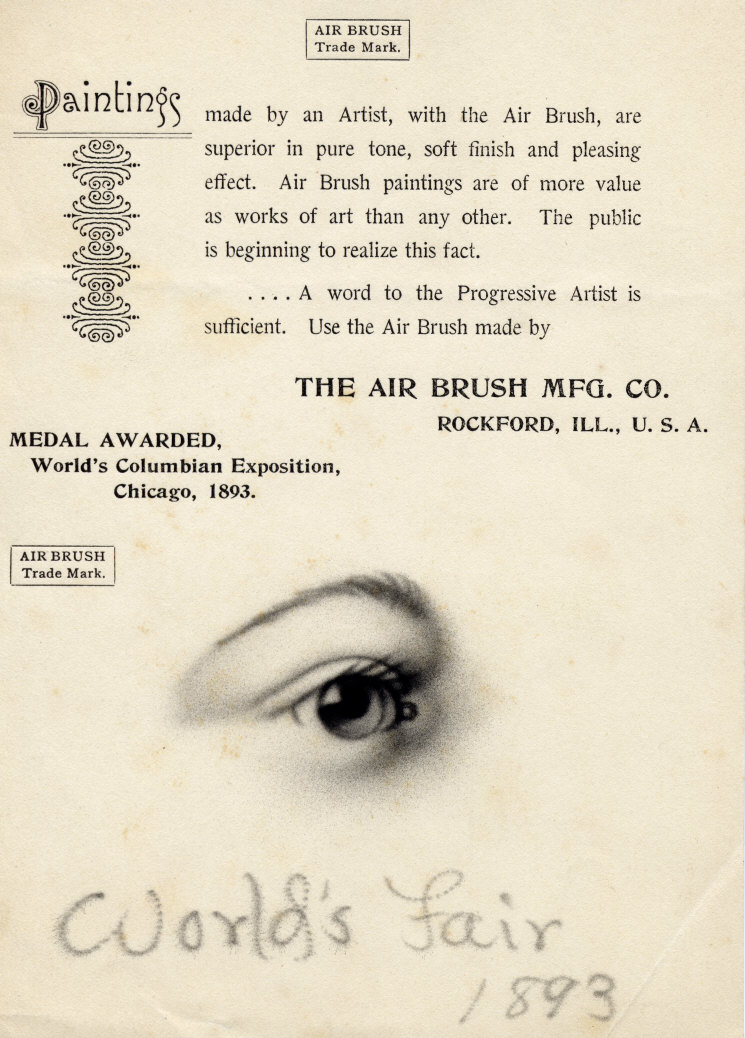 AIR BRUSH
Trade Mark.
Paintings
made by an Artist, with the Air Brush, are
superior in pure tone, soft finish and pleasing
effect. Air Brush paintings are of more value
as works of art than any other. The public
is beginning to realize this fact.
....A word to the Progressive Artist is
sufficient. Use the Air Brush made by
THE AIR BRUSH MFG. CO.
ROCKFORD, ILL., U. S. A.
MEDAL AWARDED,
World's Columbian Exposition,
Chicago, 1893.
AIR BRUSH
Trade Mark.
World's Fair
1893